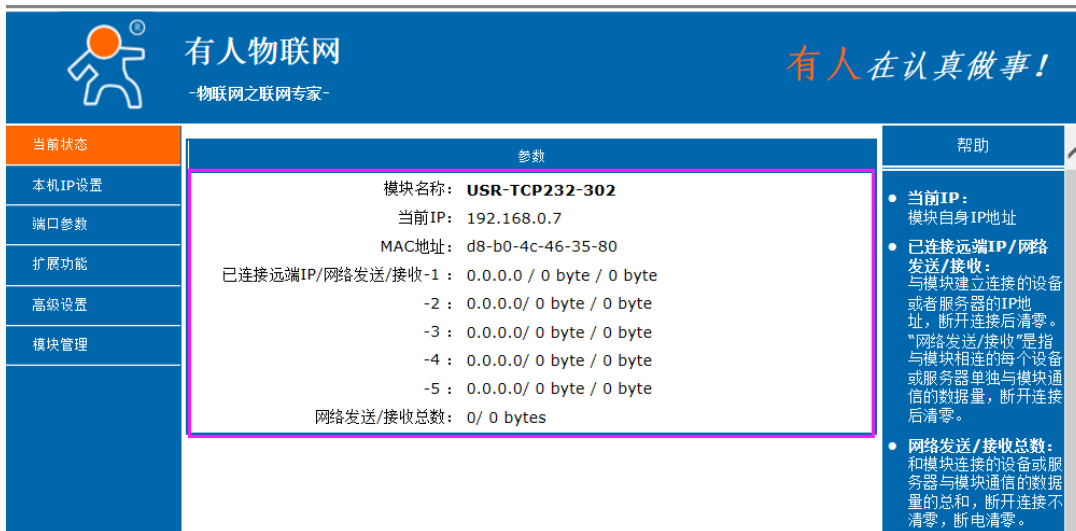 ®
有人物联网
-物联网之联网专家-
有人在认真做事!
当前状态
本机IP设置
端口参数
扩展功能
高级设置
模块管理
参数
模块名称： USR-TCP232-302
当前IP： 192.168.0.7
MAC地址： d8-b0-4c-46-35-80
已连接远端IP/网络发送/接收-1 ： 0.0.0.0 / 0 byte / 0 byte
-2 ： 0.0.0.0/ 0 byte / 0 byte
-3 ： 0.0.0.0/ 0 byte / 0 byte
-4 ： 0.0.0.0/ 0 byte / 0 byte
-5 ： 0.0.0.0/ 0 byte / 0 byte
网络发送/接收总数： 0/ 0 bytes
帮助
● 当前IP：
模块自身IP地址
● 已连接远端IP/网络
发送/接收：
与模块建立连接的设备
或者服务器的IP地
址，断开连接后清零。
“网络发送/接收”是指
与模块相连的每个设备
或服务器单独与模块通
信的数据量，断开连接
后清零。
● 网络发送/接收总数：
和模块连接的设备或服
务器与模块通信的数据
量的总和，断开连接不
清零，断电清零。